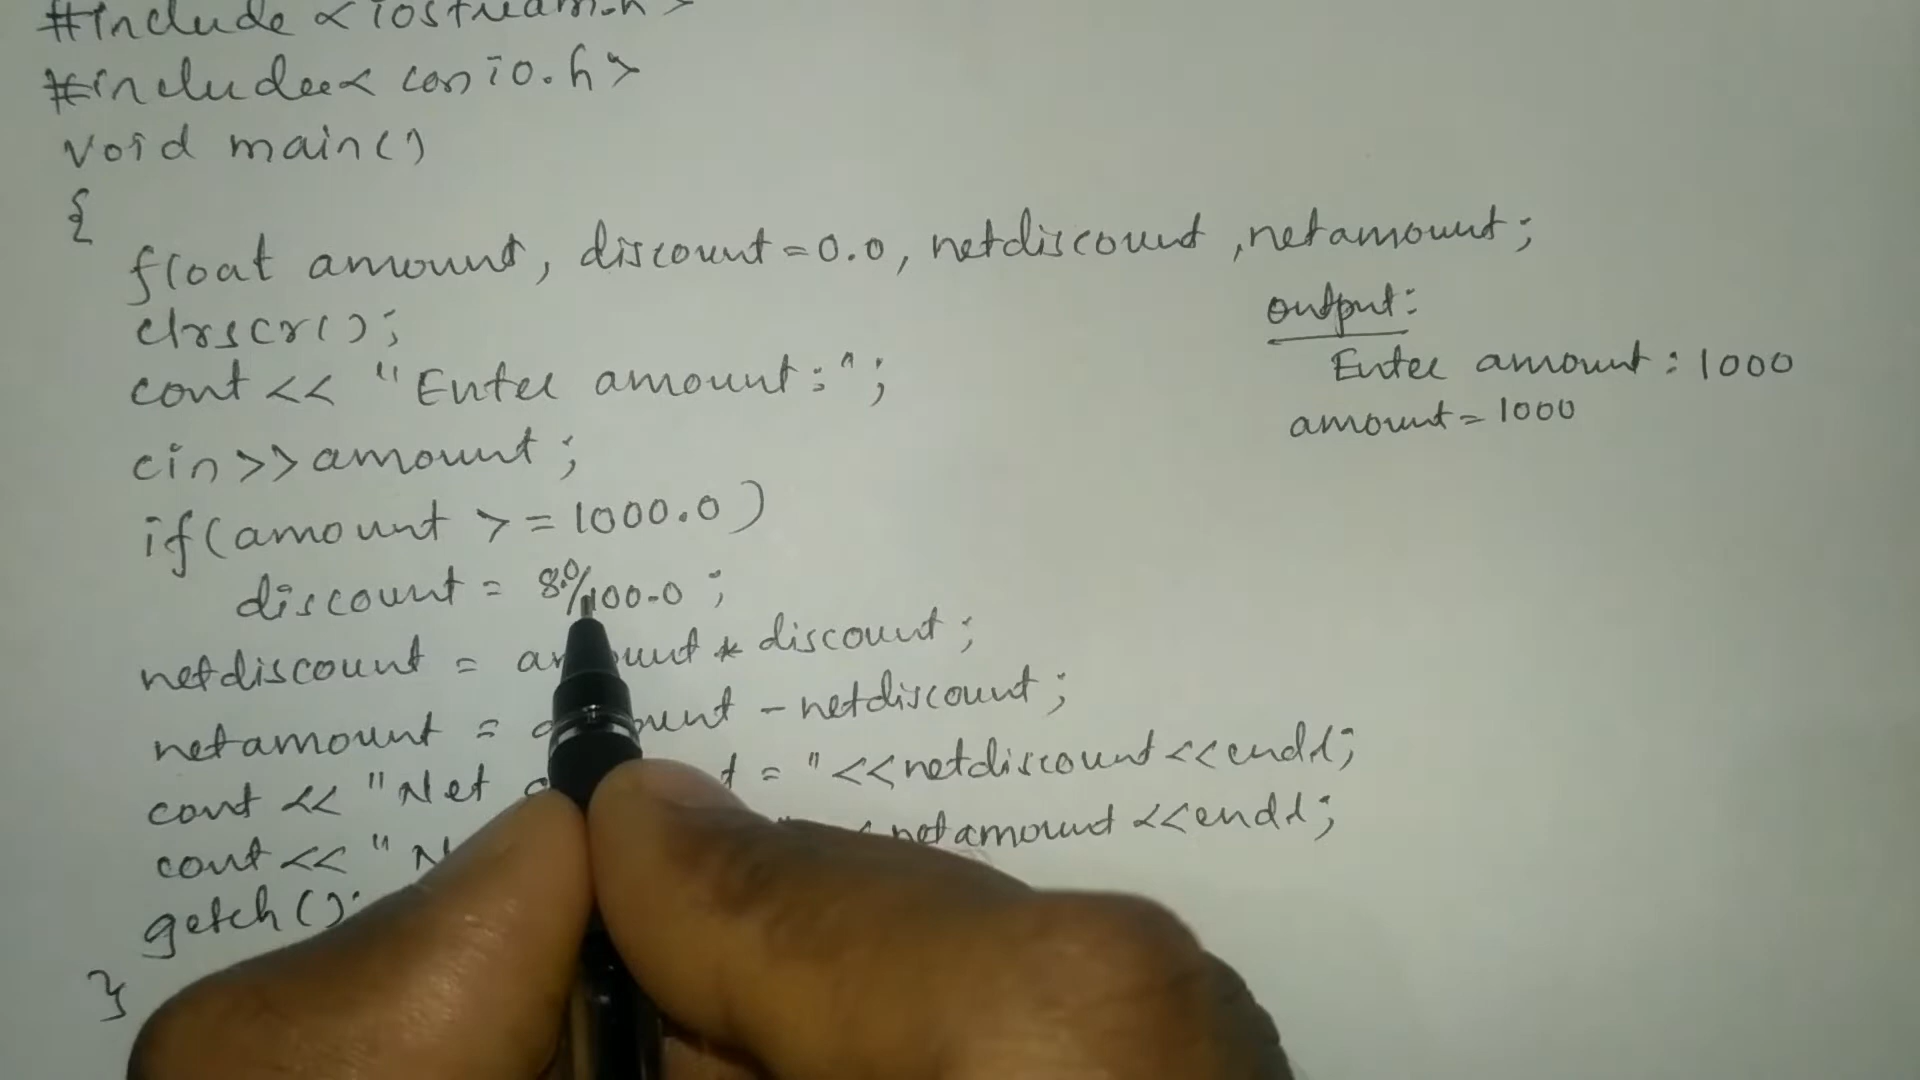 #include <iostream.h>
#include< conio.h>
void main()
{
float amount, discount=0.0, netdiscount, netamount;
clrscr();
cout << "Enter amount:";
cin>>amount;
if(amount >=1000.0)
discount = 8.0/100.0;
netdiscount = amount * discount;
netamount = amount - netdiscount;
cout << "Net = "<<netdiscount<<endl;
cout << " netamount <<endl;
getch();
}
output:
Enter amount: 1000
amount = 1000